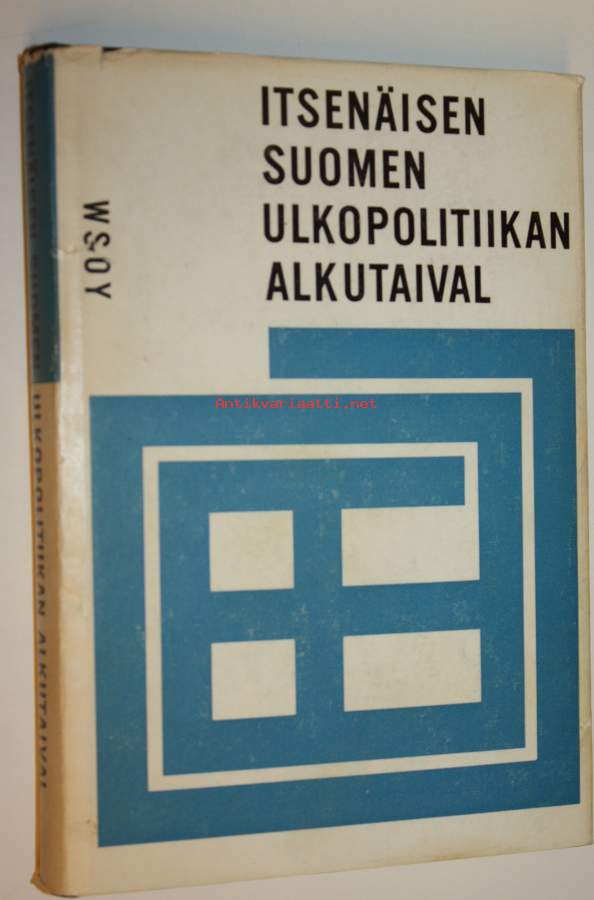 ITSENÄISEN
SUOMEN
ULKOPOLITIIKAN
ALKUTAIVAL
WSOY
Antikvariaatti.net
ULKOPOLITIIKAN ALKUTAIVAL